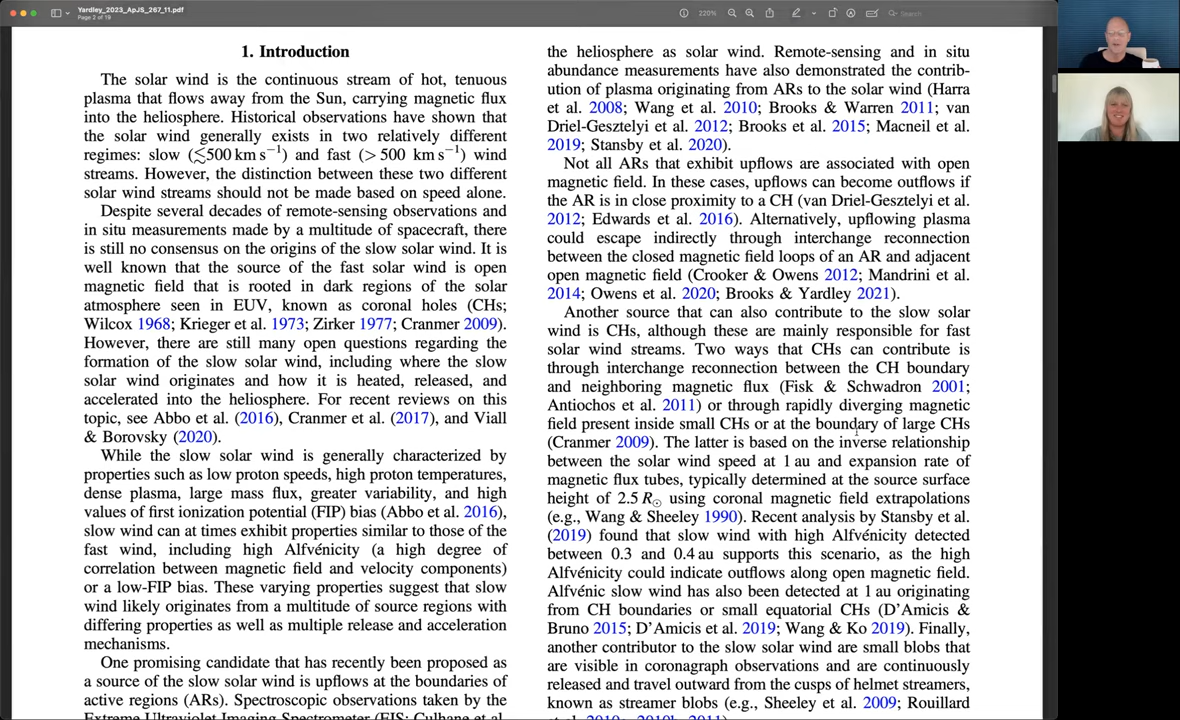 Yardley_2023_ApJS_267_11.pdf
Page 2 of 19
220%
Search
1. Introduction
The solar wind is the continuous stream of hot, tenuous
plasma that flows away from the Sun, carrying magnetic flux
into the heliosphere. Historical observations have shown that
the solar wind generally exists in two relatively different
regimes: slow (≲500 km s⁻¹) and fast (> 500 km s⁻¹) wind
streams. However, the distinction between these two different
solar wind streams should not be made based on speed alone.
Despite several decades of remote-sensing observations and
in situ measurements made by a multitude of spacecraft, there
is still no consensus on the origins of the slow solar wind. It is
well known that the source of the fast solar wind is open
magnetic field that is rooted in dark regions of the solar
atmosphere seen in EUV, known as coronal holes (CHs;
Wilcox 1968; Krieger et al. 1973; Zirker 1977; Cranmer 2009).
However, there are still many open questions regarding the
formation of the slow solar wind, including where the slow
solar wind originates and how it is heated, released, and
accelerated into the heliosphere. For recent reviews on this
topic, see Abbo et al. (2016), Cranmer et al. (2017), and Viall
& Borovsky (2020).
While the slow solar wind is generally characterized by
properties such as low proton speeds, high proton temperatures,
dense plasma, large mass flux, greater variability, and high
values of first ionization potential (FIP) bias (Abbo et al. 2016),
slow wind can at times exhibit properties similar to those of the
fast wind, including high Alfvénicity (a high degree of
correlation between magnetic field and velocity components)
or a low-FIP bias. These varying properties suggest that slow
wind likely originates from a multitude of source regions with
differing properties as well as multiple release and acceleration
mechanisms.
One promising candidate that has recently been proposed as
a source of the slow solar wind is upflows at the boundaries of
active regions (ARs). Spectroscopic observations taken by the
Extreme Ultraviolet Imaging Spectrometer (EIS; Culhane et al.
the heliosphere as solar wind. Remote-sensing and in situ
abundance measurements have also demonstrated the contrib-
ution of plasma originating from ARs to the solar wind (Harra
et al. 2008; Wang et al. 2010; Brooks & Warren 2011; van
Driel-Gesztelyi et al. 2012; Brooks et al. 2015; Macneil et al.
2019; Stansby et al. 2020).
Not all ARs that exhibit upflows are associated with open
magnetic field. In these cases, upflows can become outflows if
the AR is in close proximity to a CH (van Driel-Gesztelyi et al.
2012; Edwards et al. 2016). Alternatively, upflowing plasma
could escape indirectly through interchange reconnection
between the closed magnetic field loops of an AR and adjacent
open magnetic field (Crooker & Owens 2012; Mandrini et al.
2014; Owens et al. 2020; Brooks & Yardley 2021).
Another source that can also contribute to the slow solar
wind is CHs, although these are mainly responsible for fast
solar wind streams. Two ways that CHs can contribute is
through interchange reconnection between the CH boundary
and neighboring magnetic flux (Fisk & Schwadron 2001;
Antiochos et al. 2011) or through rapidly diverging magnetic
field present inside small CHs or at the boundary of large CHs
(Cranmer 2009). The latter is based on the inverse relationship
between the solar wind speed at 1 au and expansion rate of
magnetic flux tubes, typically determined at the source surface
height of 2.5 R☉ using coronal magnetic field extrapolations
(e.g., Wang & Sheeley 1990). Recent analysis by Stansby et al.
(2019) found that slow wind with high Alfvénicity detected
between 0.3 and 0.4 au supports this scenario, as the high
Alfvénicity could indicate outflows along open magnetic field.
Alfvénic slow wind has also been detected at 1 au originating
from CH boundaries or small equatorial CHs (D'Amicis &
Bruno 2015; D'Amicis et al. 2019; Wang & Ko 2019). Finally,
another contributor to the slow solar wind are small blobs that
are visible in coronagraph observations and are continuously
released and travel outward from the cusps of helmet streamers,
known as streamer blobs (e.g., Sheeley et al. 2009; Rouillard
et al. 2010a, 2010b, 2011).